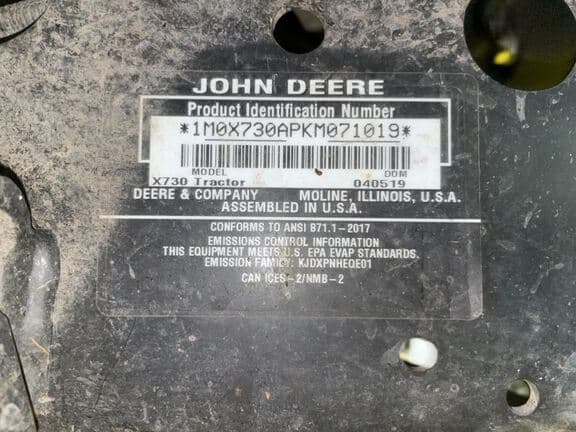 JOHN DEERE
Product Identification Number
*1M0X730APKM071019*
MODEL DOM
X730 Tractor 040519
DEERE & COMPANY MOLINE, ILLINOIS, U.S.A.
ASSEMBLED IN U.S.A.
CONFORMS TO ANSI B71.1-2017
EMISSIONS CONTROL INFORMATION
THIS EQUIPMENT MEETS U.S. EPA EVAP STANDARDS.
EMISSION FAMILY: KJDXPNHEQE01
CAN ICES-2/NMB-2